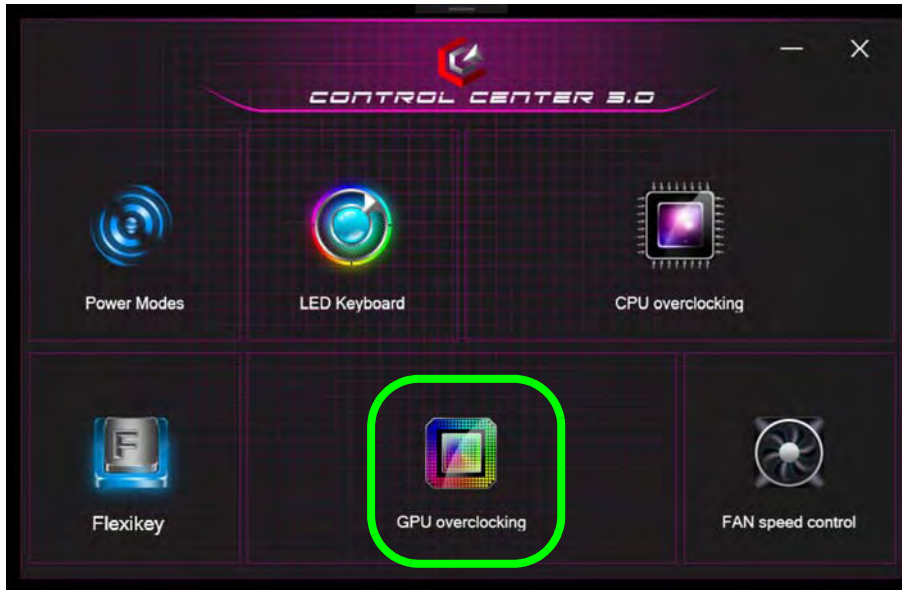 CONTROL CENTER 3.0
Power Modes
LED Keyboard
CPU overclocking
F
Flexikey
GPU overclocking
FAN speed control